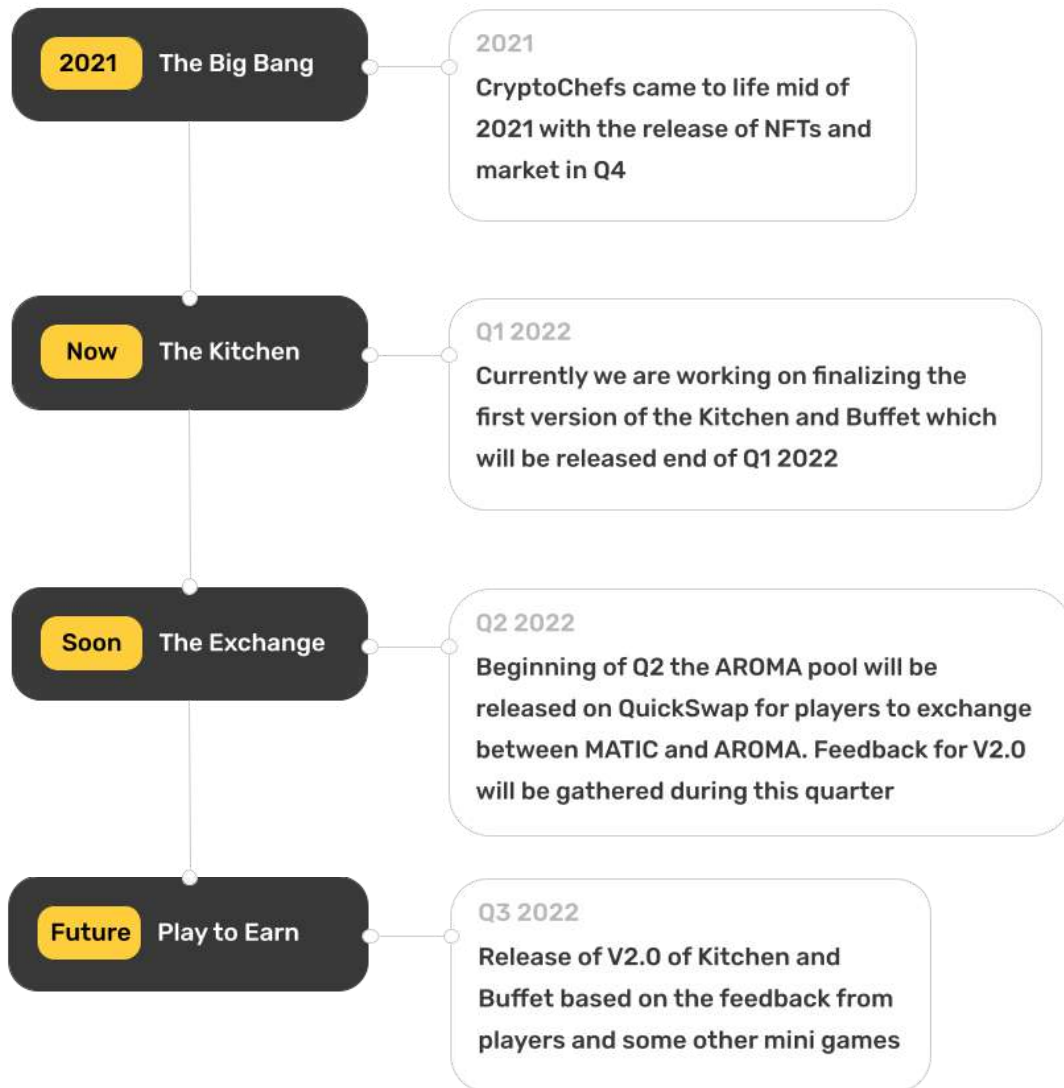 2021 The Big Bang
2021
CryptoChefs came to life mid of
2021 with the release of NFTs and
market in Q4
Now The Kitchen
Q1 2022
Currently we are working on finalizing the
first version of the Kitchen and Buffet which
will be released end of Q1 2022
Soon The Exchange
Q2 2022
Beginning of Q2 the AROMA pool will be
released on QuickSwap for players to exchange
between MATIC and AROMA. Feedback for V2.0
will be gathered during this quarter
Future Play to Earn
Q3 2022
Release of V2.0 of Kitchen and
Buffet based on the feedback from
players and some other mini games